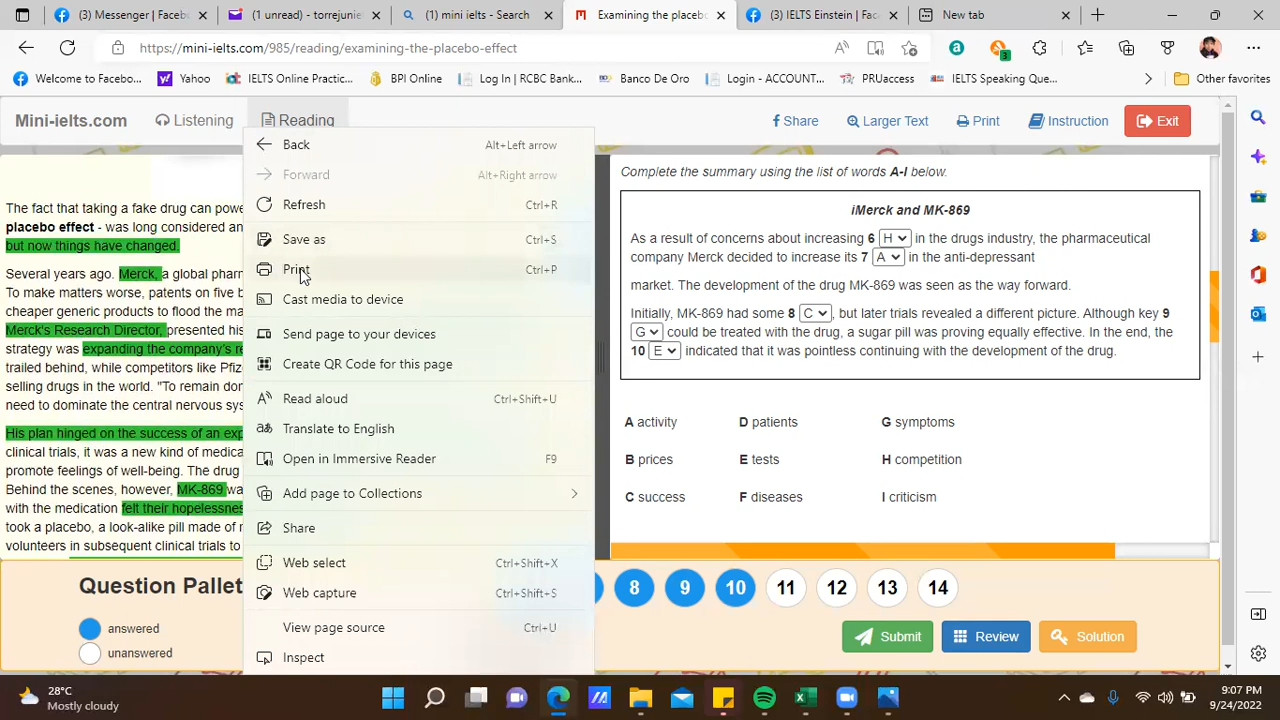 (3) Messenger | Faceb
(1 unread) - torrejunie
(1) mini ielts - Search
Examining the placebo
(3) IELTS Einstein | Fac
New tab
https://mini-ielts.com/985/reading/examining-the-placebo-effect
Welcome to Facebo...
Yahoo
IELTS Online Practic...
BPI Online
Log In | RCBC Bank...
Banco De Oro
Login - ACCOUNT...
PRUaccess
IELTS Speaking Que...
Other favorites
Mini-ielts.com
Listening
Reading
Share
Larger Text
Print
Instruction
Exit
The fact that taking a fake drug can powe
placebo effect - was long considered an
but now things have changed.
Several years ago. Merck, a global pharm
To make matters worse, patents on five b
cheaper generic products to flood the ma
Merck's Research Director, presented his
strategy was expanding the company's re
trailed behind, while competitors like Pfiz
selling drugs in the world. "To remain dom
need to dominate the central nervous sys
His plan hinged on the success of an exp
clinical trials, it was a new kind of medica
promote feelings of well-being. The drug
Behind the scenes, however, MK-869 wa
with the medication felt their hopelessnes
took a placebo, a look-alike pill made of m
volunteers in subsequent clinical trials to
Back Alt+Left arrow
Forward Alt+Right arrow
Refresh Ctrl+R
Save as Ctrl+S
Print Ctrl+P
Cast media to device
Send page to your devices
Create QR Code for this page
Read aloud Ctrl+Shift+U
Translate to English
Open in Immersive Reader F9
Add page to Collections
Share
Web select Ctrl+Shift+X
Web capture Ctrl+Shift+S
View page source Ctrl+U
Inspect
Complete the summary using the list of words A-I below.
iMerck and MK-869
As a result of concerns about increasing 6 H in the drugs industry, the pharmaceutical
company Merck decided to increase its 7 A in the anti-depressant
market. The development of the drug MK-869 was seen as the way forward.
Initially, MK-869 had some 8 C , but later trials revealed a different picture. Although key 9
G could be treated with the drug, a sugar pill was proving equally effective. In the end, the
10 E indicated that it was pointless continuing with the development of the drug.
A activity D patients G symptoms
B prices E tests H competition
C success F diseases I criticism
Question Pallet
answered
unanswered
8 9 10 11 12 13 14
Submit
Review
Solution
3
28°C
Mostly cloudy
9:07 PM
9/24/2022